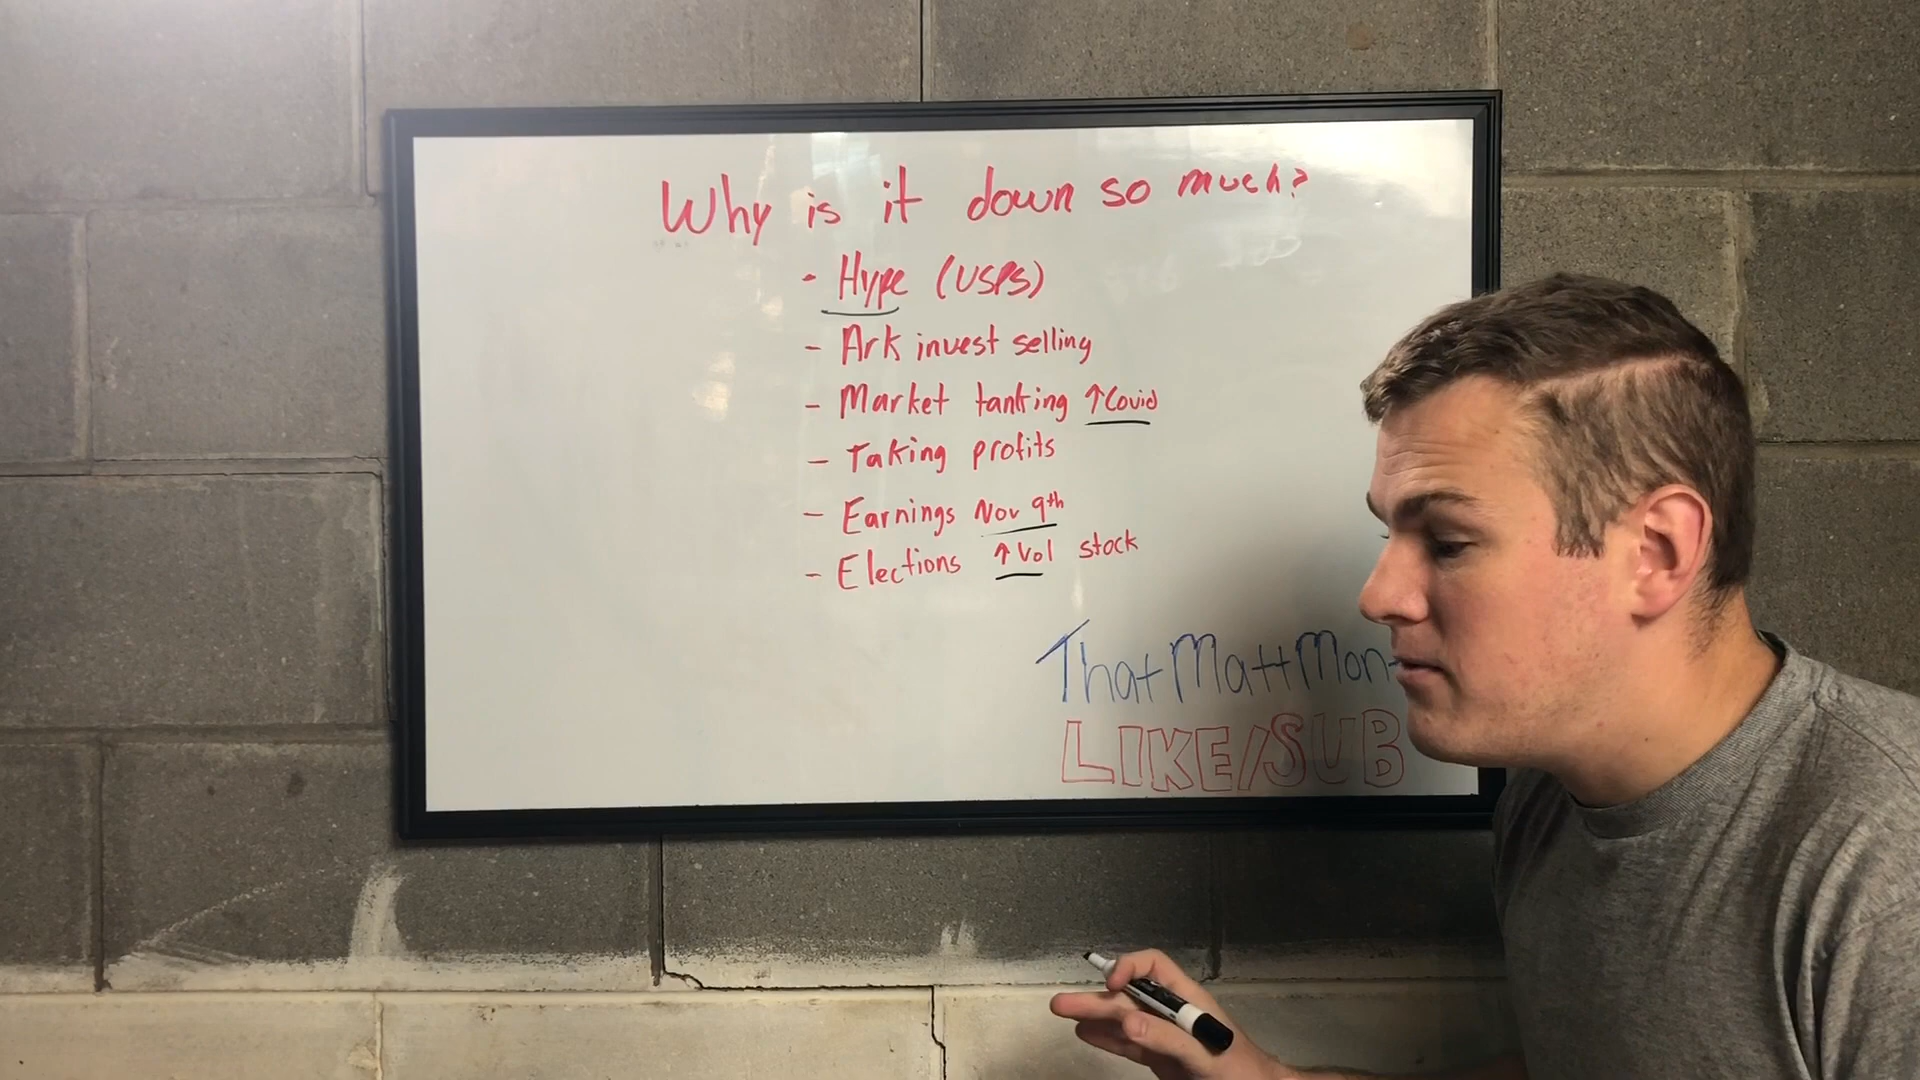 Why is it down so much?
- Hype (USPS)
- Ark invest selling
- Market tanking ↑Covid
- Taking profits
- Earnings Nov 9th
- Elections ↑Vol stock
ThatMattMon
LIKE/SUB